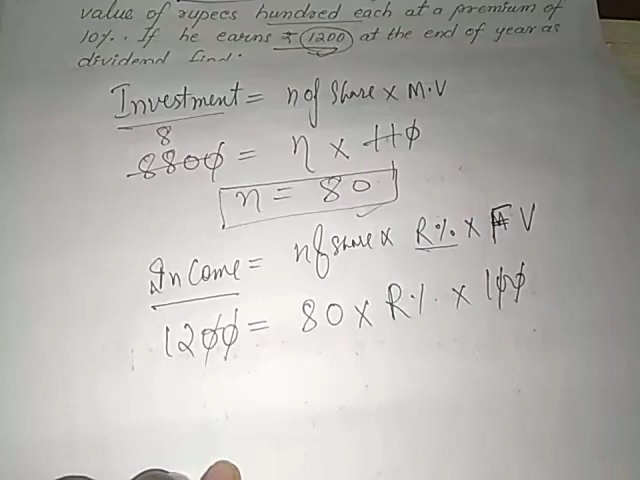 value of rupees hundred each at a premium of
10%. If he earns ₹ 1200 at the end of year as
dividend find.
Investment = n of Share × M.V
8
8800 = n × 110
n = 80
InCome = n of Share × R% × F V
1200 = 80 × R% × 100